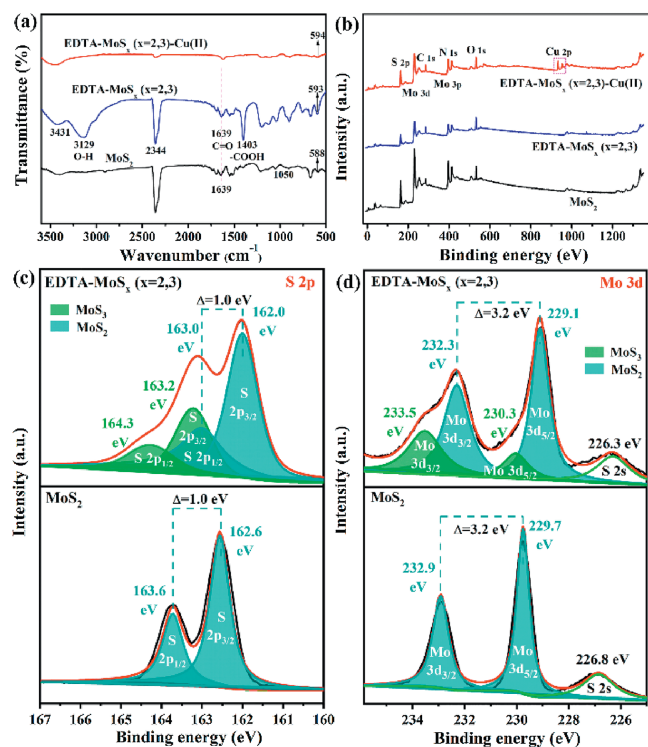 (a)
594
EDTA-MoSx (x=2,3)-Cu(II)
EDTA-MoSx (x=2,3)
593
3431
3129
O-H
2344
1639
C=O
1403
-COOH
588
MoS2
1639
1050
Transmittance (%)
3500 3000 2500 2000 1500 1000 500
Wavenumber (cm-1)
(b)
S 2p
C 1s
N 1s
O 1s
Cu 2p
Mo 3d
Mo 3p
EDTA-MoSx (x=2,3)-Cu(II)
EDTA-MoSx (x=2,3)
MoS2
Intensity (a.u.)
0 200 400 600 800 1000 1200
Binding energy (eV)
(c)
EDTA-MoSx (x=2,3)
S 2p
MoS3
MoS2
Δ=1.0 eV
163.0
eV
162.0
eV
163.2
eV
164.3
eV
S
2p3/2
S
2p3/2
S 2p1/2
S 2p1/2
MoS2
Δ=1.0 eV
162.6
eV
163.6
eV
S
2p1/2
S
2p3/2
Intensity (a.u.)
167 166 165 164 163 162 161 160
Binding energy (eV)
(d)
EDTA-MoSx (x=2,3)
Mo 3d
Δ=3.2 eV
229.1
eV
MoS3
MoS2
232.3
eV
233.5
eV
230.3
eV
226.3 eV
Mo
3d3/2
Mo
3d3/2
Mo 3d5/2
Mo
3d5/2
S 2s
MoS2
Δ=3.2 eV
229.7
eV
232.9
eV
226.8 eV
Mo
3d3/2
Mo
3d5/2
S 2s
Intensity (a.u.)
234 232 230 228 226
Binding energy (eV)